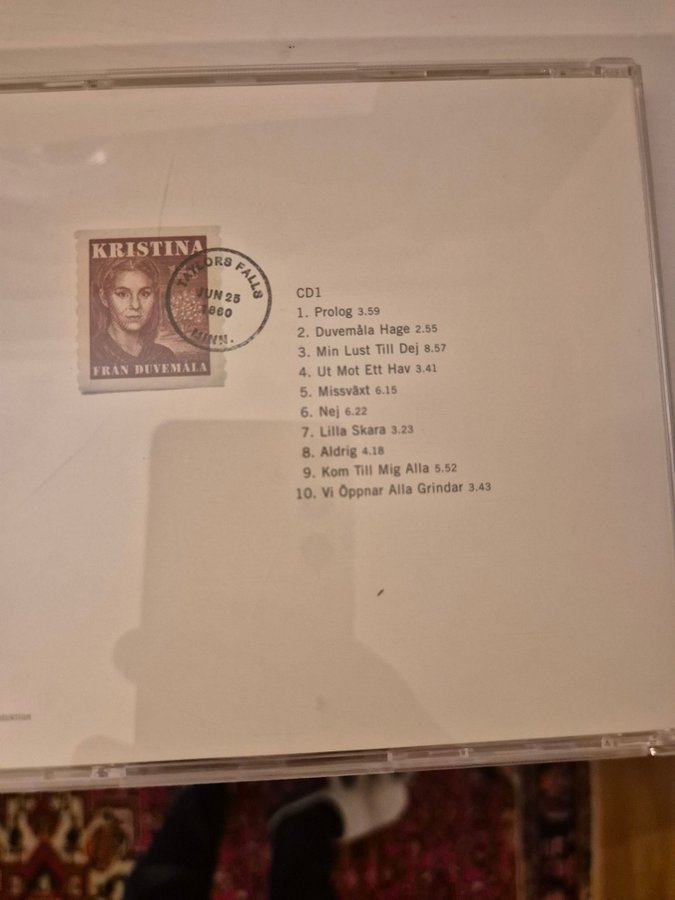 KRISTINA
FRÅN DUVEMÅLA
TAYLORS FALLS
JUN 25
1860
MINN.
CD1
1. Prolog 3.59
2. Duvemåla Hage 2.55
3. Min Lust Till Dej 8.57
4. Ut Mot Ett Hav 3.41
5. Missväxt 6.15
6. Nej 6.22
7. Lilla Skara 3.23
8. Aldrig 4.18
9. Kom Till Mig Alla 5.52
10. Vi Öppnar Alla Grindar 3.43